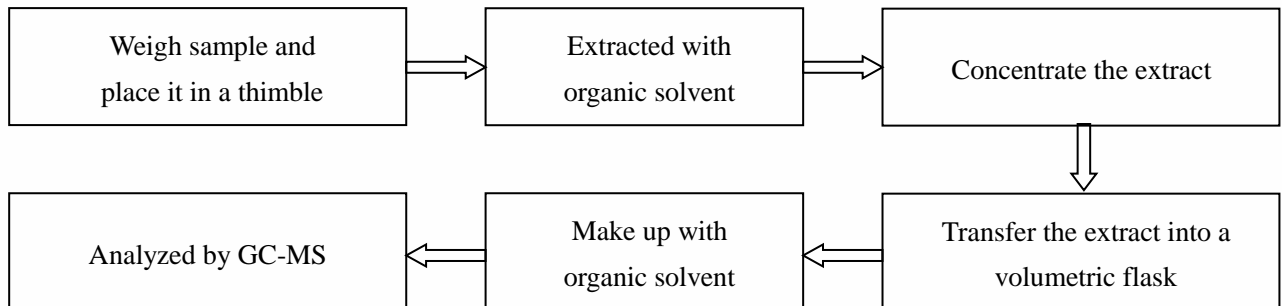 Weigh sample and
place it in a thimble
Extracted with
organic solvent
Concentrate the extract
Transfer the extract into a
volumetric flask
Make up with
organic solvent
Analyzed by GC-MS